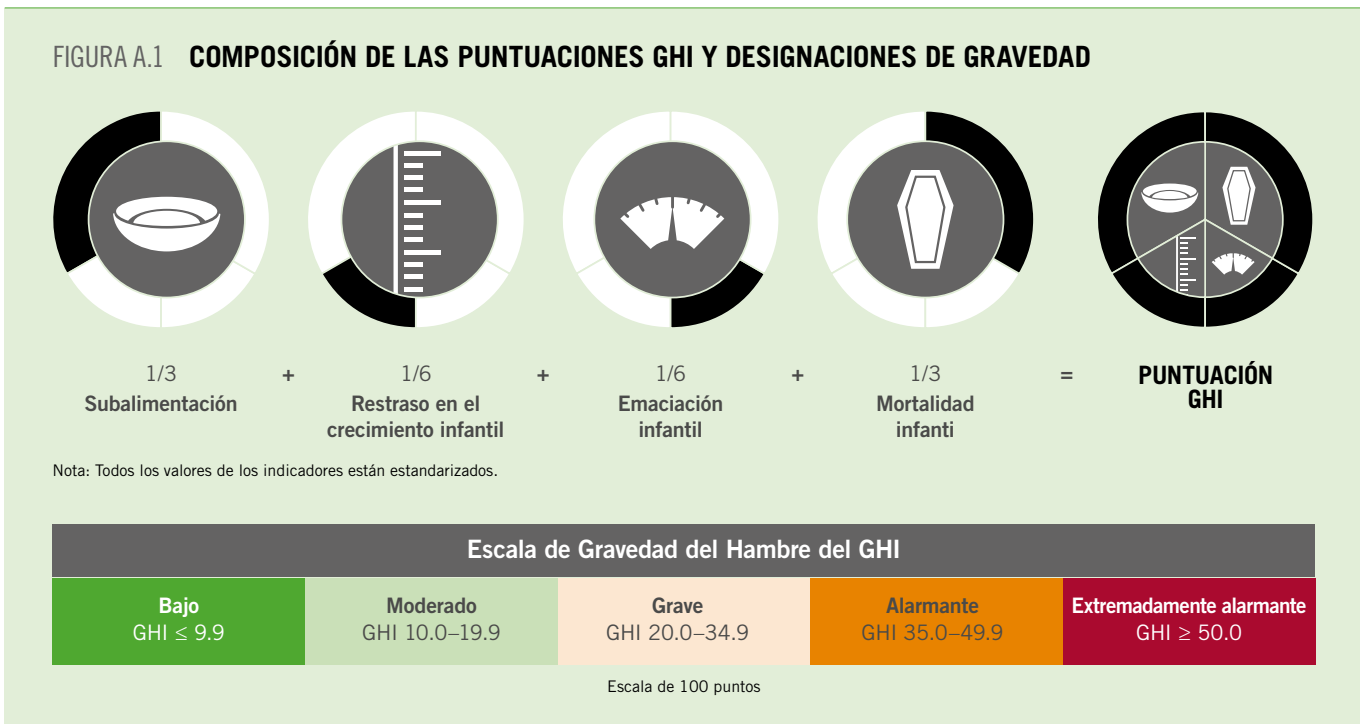 FIGURA A.1 COMPOSICIÓN DE LAS PUNTUACIONES GHI Y DESIGNACIONES DE GRAVEDAD
1/3 + 1/6 + 1/6 + 1/3 = PUNTUACIÓN GHI
Subalimentación
Restraso en el
crecimiento infantil
Emaciación
infantil
Mortalidad
infanti
Nota: Todos los valores de los indicadores están estandarizados.
Escala de Gravedad del Hambre del GHI
Bajo
GHI ≤ 9.9
Moderado
GHI 10.0–19.9
Grave
GHI 20.0–34.9
Alarmante
GHI 35.0–49.9
Extremadamente alarmante
GHI ≥ 50.0
Escala de 100 puntos